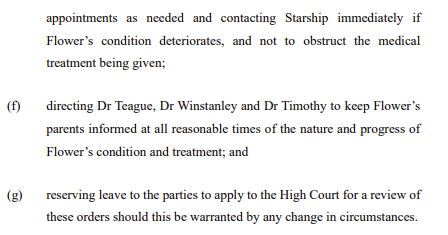 appointments as needed and contacting Starship immediately if
Flower’s condition deteriorates, and not to obstruct the medical
treatment being given;
(f) directing Dr Teague, Dr Winstanley and Dr Timothy to keep Flower’s
parents informed at all reasonable times of the nature and progress of
Flower’s condition and treatment; and
(g) reserving leave to the parties to apply to the High Court for a review of
these orders should this be warranted by any change in circumstances.